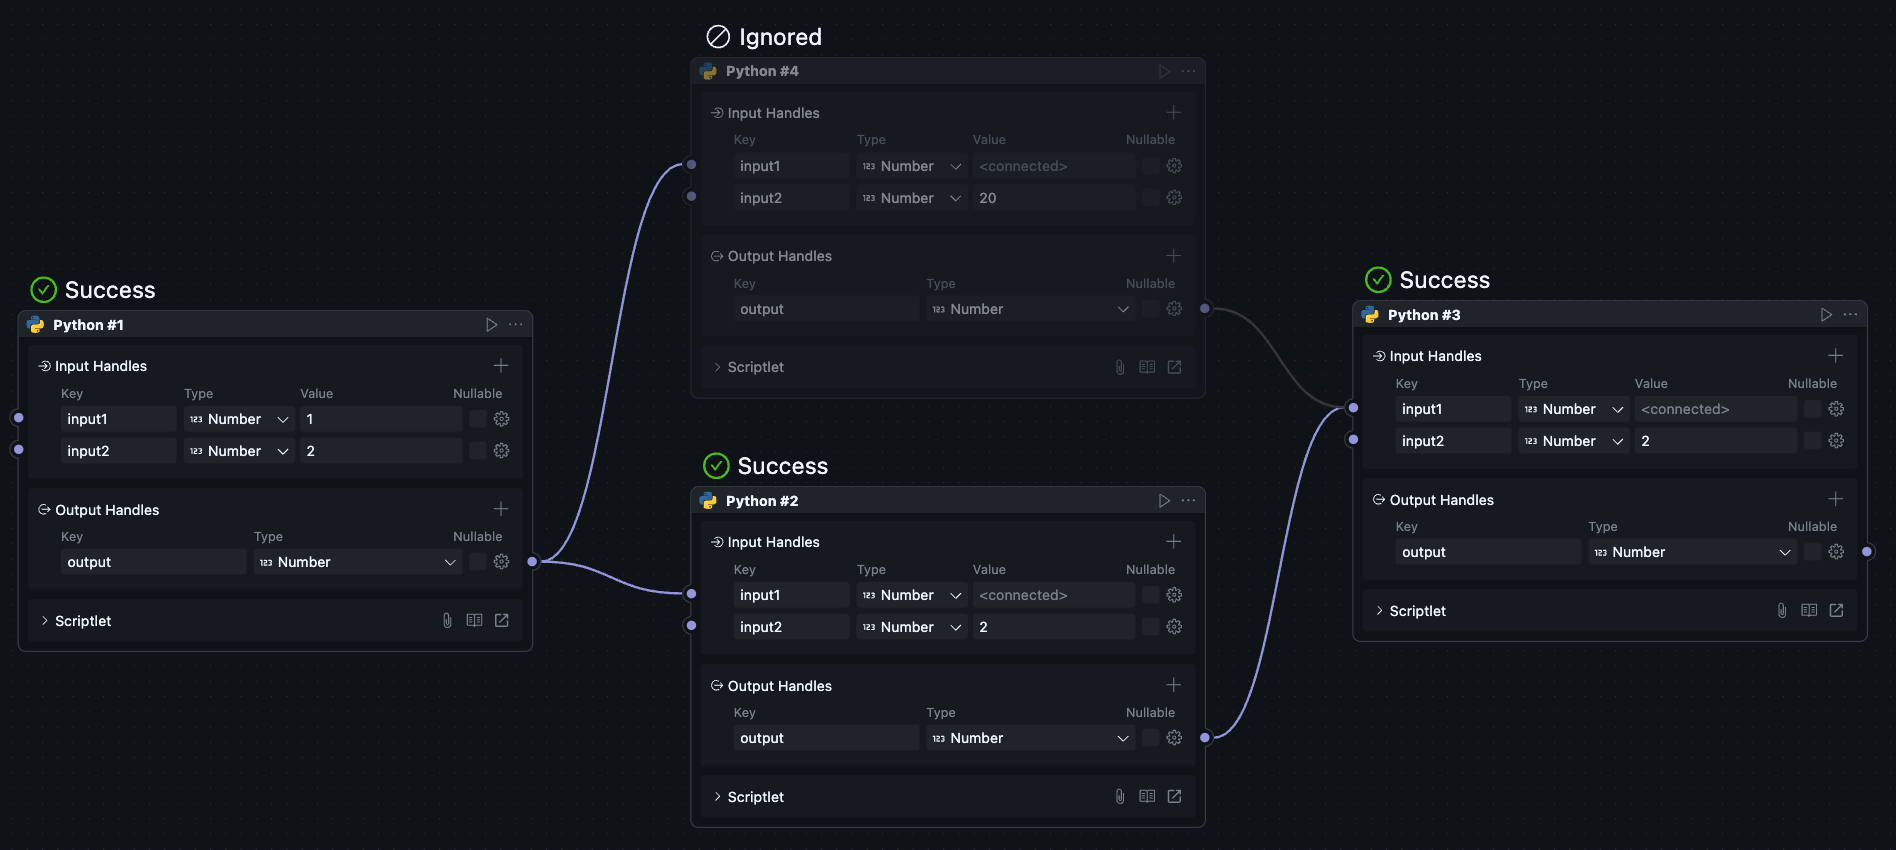 Ignored
Python #4
Input Handles
Key Type Value Nullable
input1 123 Number <connected>
input2 123 Number 20
Output Handles
Key Type Nullable
output 123 Number
Scriptlet
Success
Python #1
Input Handles
Key Type Value Nullable
input1 123 Number 1
input2 123 Number 2
Output Handles
Key Type Nullable
output 123 Number
Scriptlet
Success
Python #2
Input Handles
Key Type Value Nullable
input1 123 Number <connected>
input2 123 Number 2
Output Handles
Key Type Nullable
output 123 Number
Scriptlet
Success
Python #3
Input Handles
Key Type Value Nullable
input1 123 Number <connected>
input2 123 Number 2
Output Handles
Key Type Nullable
output 123 Number
Scriptlet